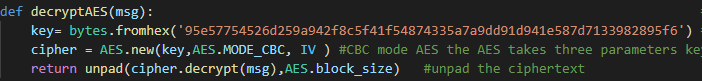 def decryptAES(msg): #
key= bytes.fromhex('95e57754526d259a942f8c5f41f54874335a7a9dd91d941e587d7133982895f6') #
cipher = AES.new(key,AES.MODE_CBC, IV ) #CBC mode AES the AES takes three parameters key
return unpad(cipher.decrypt(msg),AES.block_size) #unpad the ciphertext